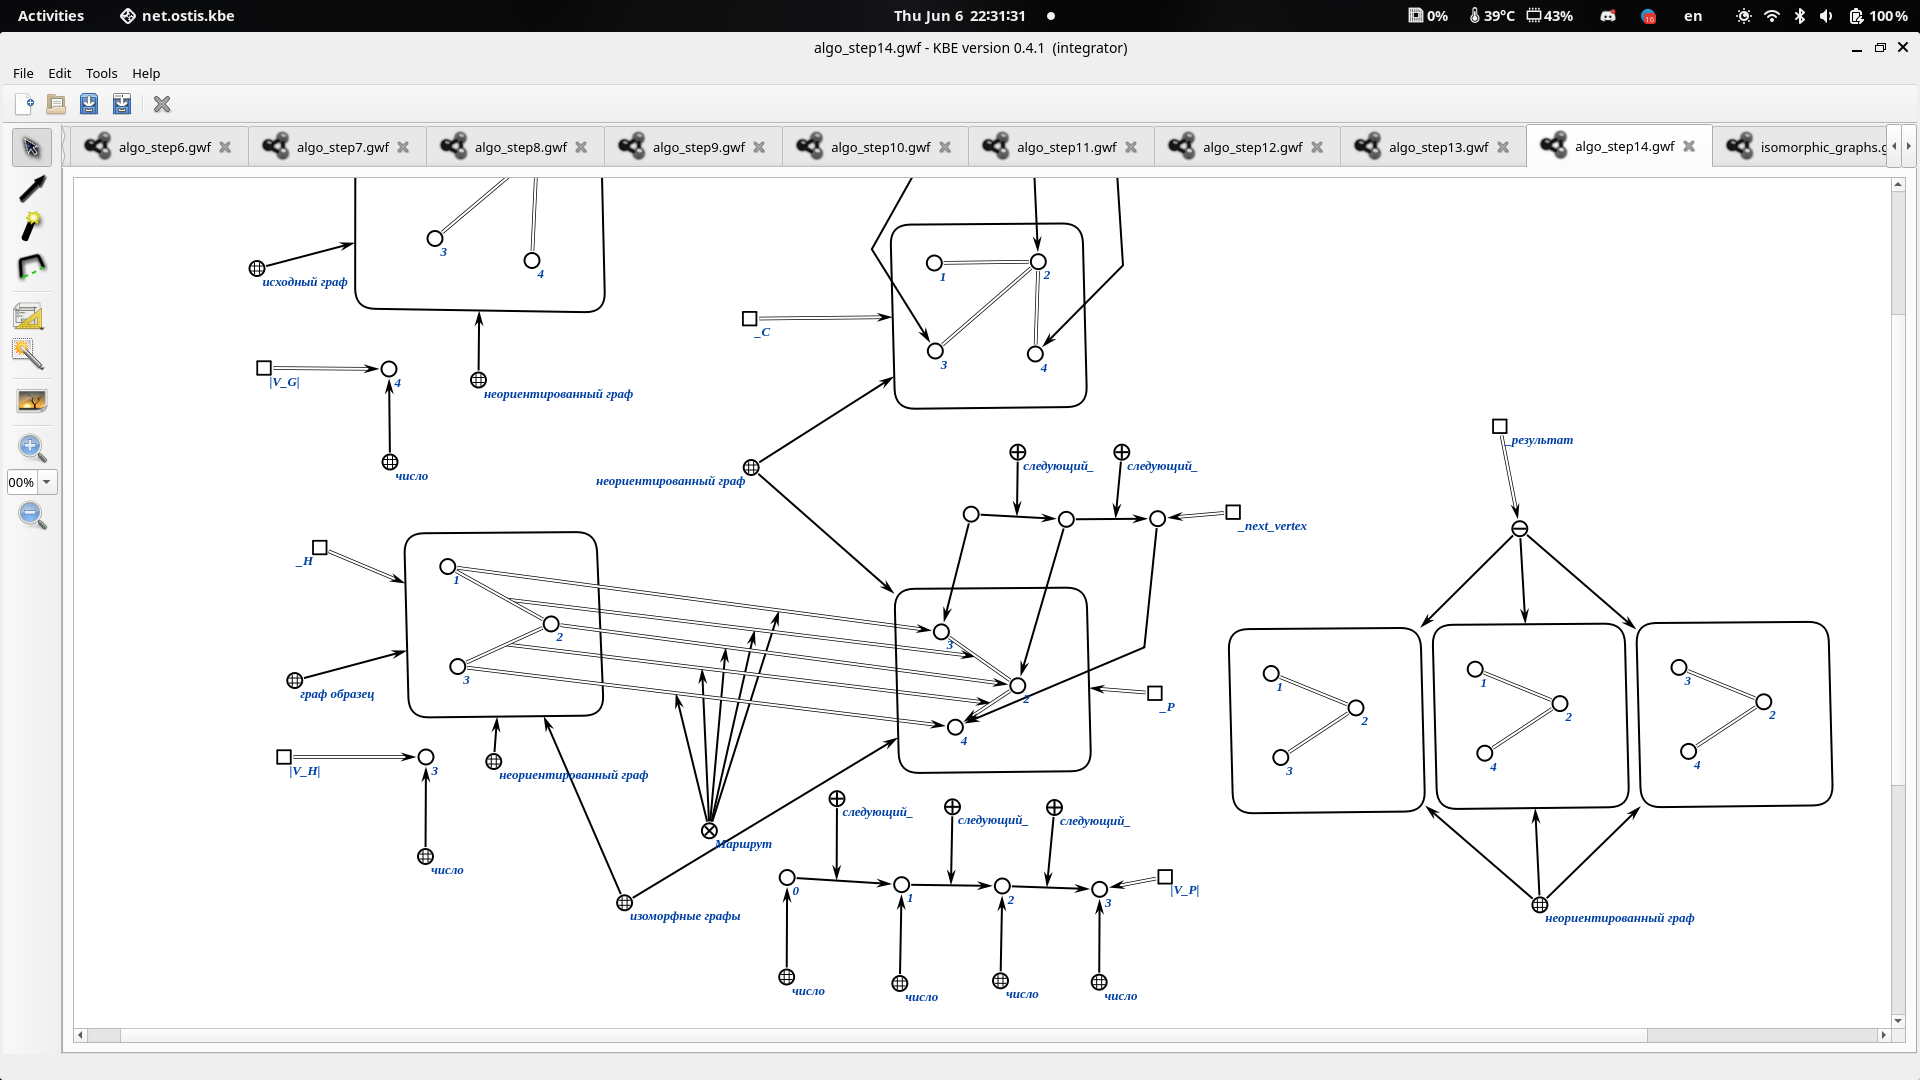 Activities
net.ostis.kbe
Thu Jun 6 22:31:31
0%
39°C
43%
16
en
100 %
algo_step14.gwf - KBE version 0.4.1 (integrator)
File Edit Tools Help
algo_step6.gwf
algo_step7.gwf
algo_step8.gwf
algo_step9.gwf
algo_step10.gwf
algo_step11.gwf
algo_step12.gwf
algo_step13.gwf
algo_step14.gwf
isomorphic_graphs.g
00%
3
4
исходный граф
|V_G|
4
неориентированный граф
число
1
2
_C
3
4
неориентированный граф
следующий_
следующий_
_next_vertex
_результат
_H
1
2
3
граф образец
|V_H|
3
неориентированный граф
число
3
2
4
_P
Маршрут
изоморфные графы
следующий_
следующий_
следующий_
0
1
2
3
|V_P|
число
число
число
число
1
2
3
1
2
4
3
2
4
неориентированный граф